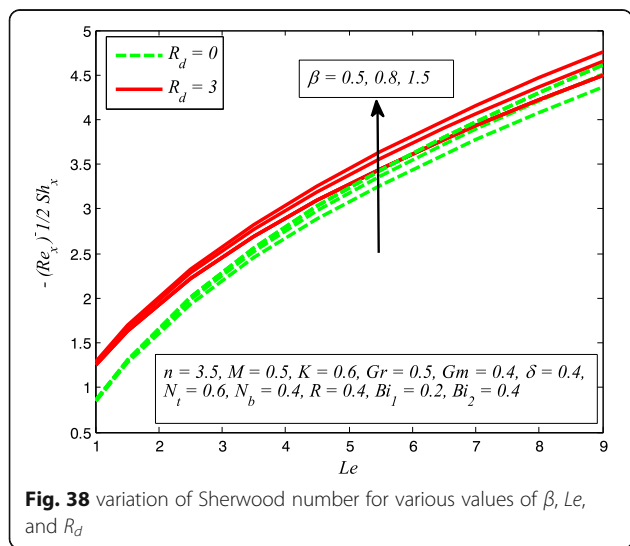 5
4.5
4
3.5
3
2.5
2
1.5
1
0.5
1 2 3 4 5 6 7 8 9
R_d = 0
R_d = 3
β = 0.5, 0.8, 1.5
- (Re_x)^- 1/2 Sh_x
n = 3.5, M = 0.5, K = 0.6, Gr = 0.5, Gm = 0.4, δ = 0.4,
N_t = 0.6, N_b = 0.4, R = 0.4, Bi_1 = 0.2, Bi_2 = 0.4
Le
Fig. 38 variation of Sherwood number for various values of β, Le,
and R_d